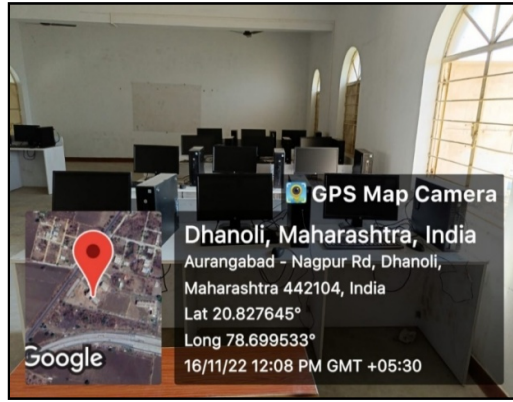 GPS Map Camera
Dhanoli, Maharashtra, India
Aurangabad - Nagpur Rd, Dhanoli,
Maharashtra 442104, India
Lat 20.827645°
Long 78.699533°
16/11/22 12:08 PM GMT +05:30
Google